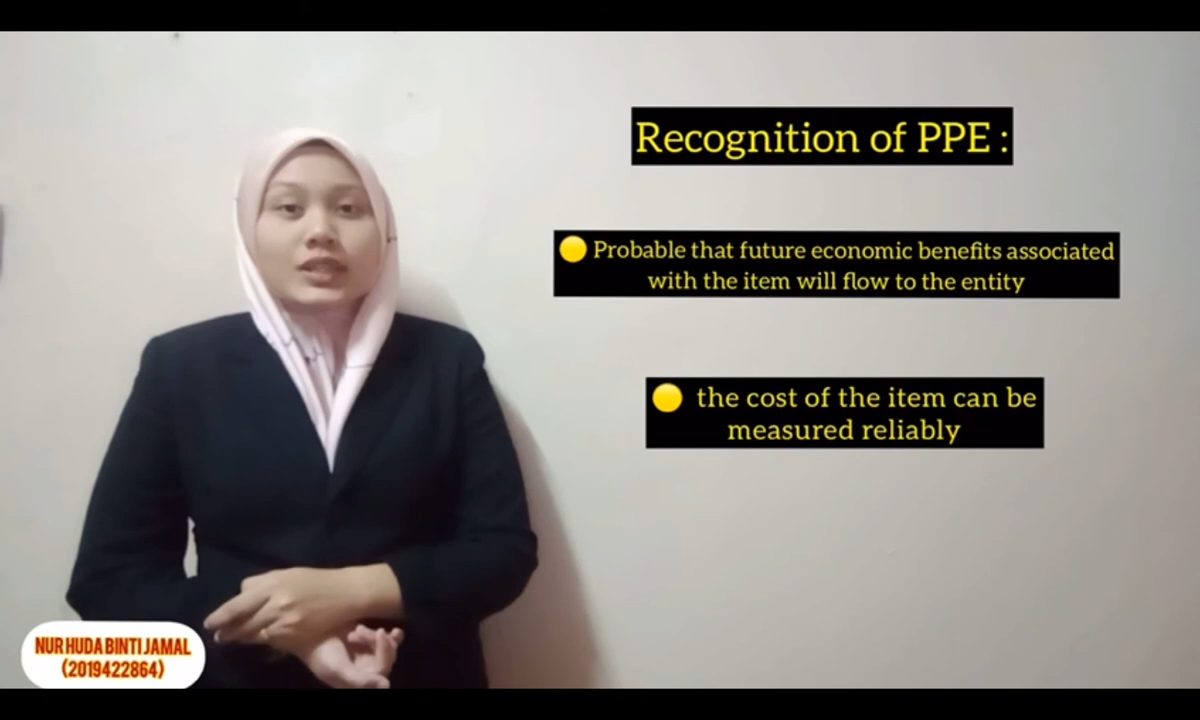 Recognition of PPE :
🟡 Probable that future economic benefits associated
with the item will flow to the entity
🟡 the cost of the item can be
measured reliably
NUR HUDA BINTI JAMAL
(2019422864)